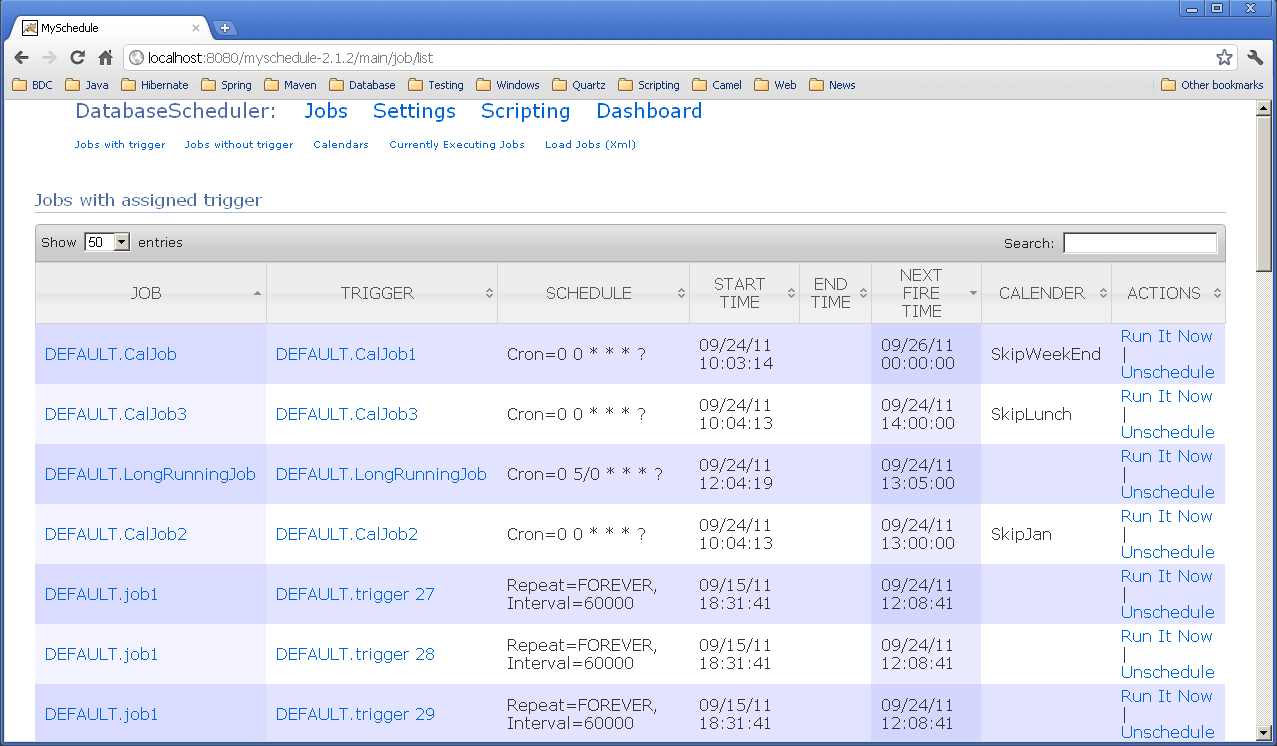 MySchedule
localhost:8080/myschedule-2.1.2/main/job/list
BDC Java Hibernate Spring Maven Database Testing Windows Quartz Scripting Camel Web News Other bookmarks
DatabaseScheduler: Jobs Settings Scripting Dashboard
Jobs with trigger Jobs without trigger Calendars Currently Executing Jobs Load Jobs (Xml)
Jobs with assigned trigger
Show 50 entries Search:
JOB TRIGGER SCHEDULE START TIME END TIME NEXT FIRE TIME CALENDER ACTIONS
DEFAULT.CalJob DEFAULT.CalJob1 Cron=0 0 * * * ? 09/24/11 10:03:14 09/26/11 00:00:00 SkipWeekEnd Run It Now | Unschedule
DEFAULT.CalJob3 DEFAULT.CalJob3 Cron=0 0 * * * ? 09/24/11 10:04:13 09/24/11 14:00:00 SkipLunch Run It Now | Unschedule
DEFAULT.LongRunningJob DEFAULT.LongRunningJob Cron=0 5/0 * * * ? 09/24/11 12:04:19 09/24/11 13:05:00 Run It Now | Unschedule
DEFAULT.CalJob2 DEFAULT.CalJob2 Cron=0 0 * * * ? 09/24/11 10:04:13 09/24/11 13:00:00 SkipJan Run It Now | Unschedule
DEFAULT.job1 DEFAULT.trigger 27 Repeat=FOREVER, Interval=60000 09/15/11 18:31:41 09/24/11 12:08:41 Run It Now | Unschedule
DEFAULT.job1 DEFAULT.trigger 28 Repeat=FOREVER, Interval=60000 09/15/11 18:31:41 09/24/11 12:08:41 Run It Now | Unschedule
DEFAULT.job1 DEFAULT.trigger 29 Repeat=FOREVER, Interval=60000 09/15/11 18:31:41 09/24/11 12:08:41 Run It Now | Unschedule